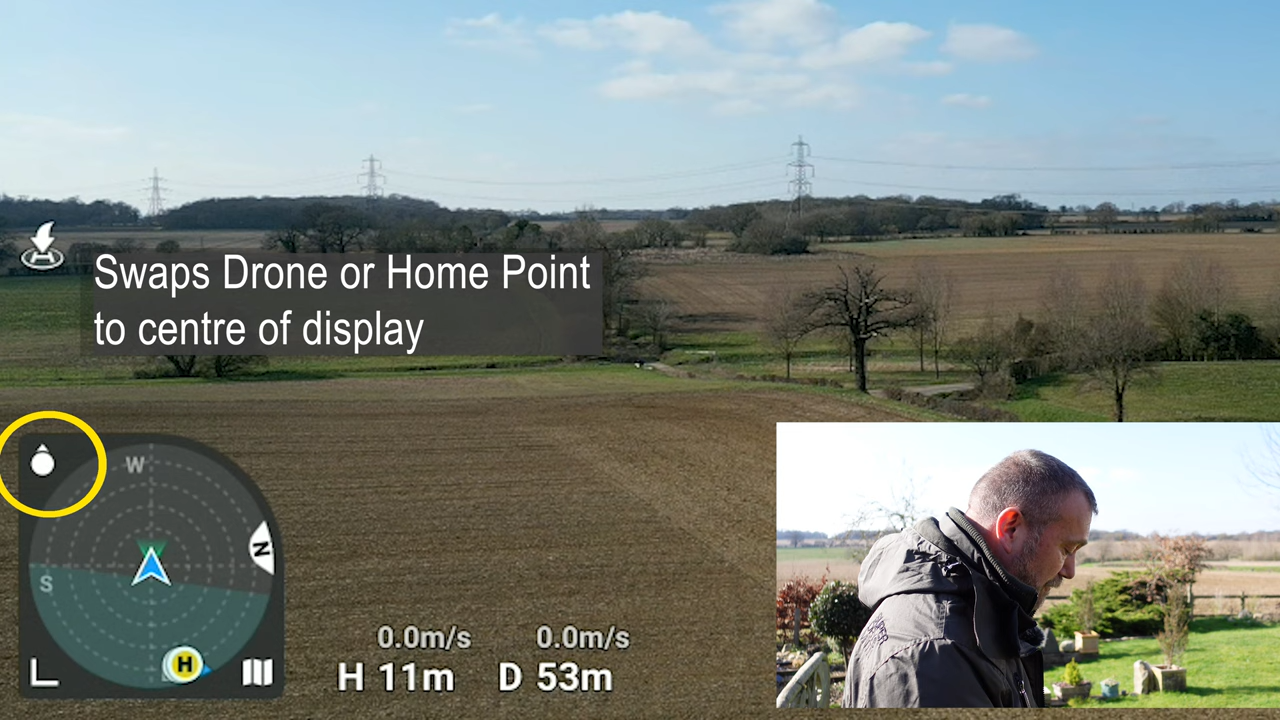 Swaps Drone or Home Point
to centre of display
W
N
S
H
0.0m/s 0.0m/s
H 11m D 53m